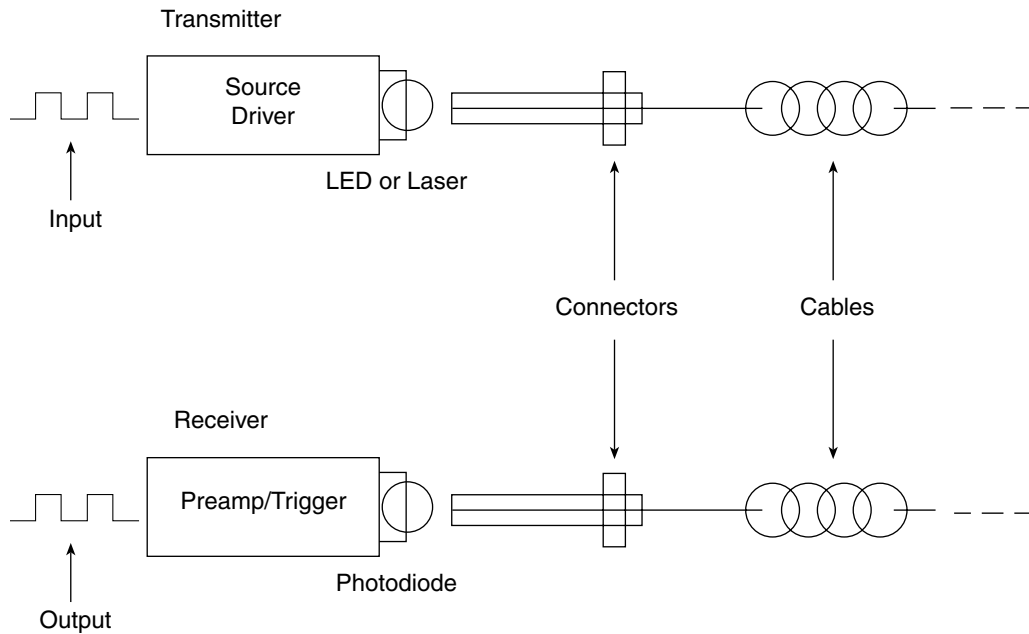 Transmitter
Source
Driver
LED or Laser
Input
Connectors
Cables
Receiver
Preamp/Trigger
Photodiode
Output